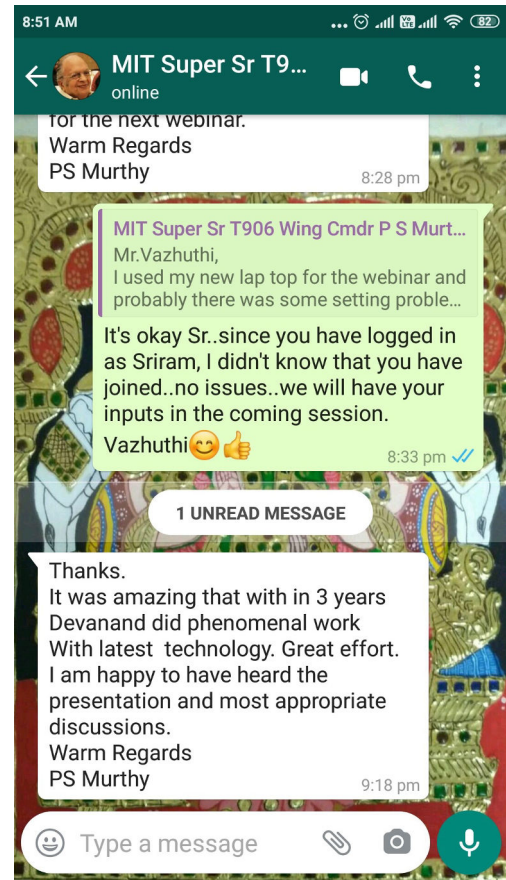 8:51 AM
... Vo LTE 82
MIT Super Sr T9...
online
for the next webinar.
Warm Regards
PS Murthy
8:28 pm
MIT Super Sr T906 Wing Cmdr P S Murt...
Mr.Vazhuthi,
I used my new lap top for the webinar and
probably there was some setting proble...
It's okay Sr..since you have logged in
as Sriram, I didn't know that you have
joined..no issues..we will have your
inputs in the coming session.
Vazhuthi😊👍
8:33 pm
1 UNREAD MESSAGE
Thanks.
It was amazing that with in 3 years
Devanand did phenomenal work
With latest  technology. Great effort.
I am happy to have heard the
presentation and most appropriate
discussions.
Warm Regards
PS Murthy
9:18 pm
Type a message